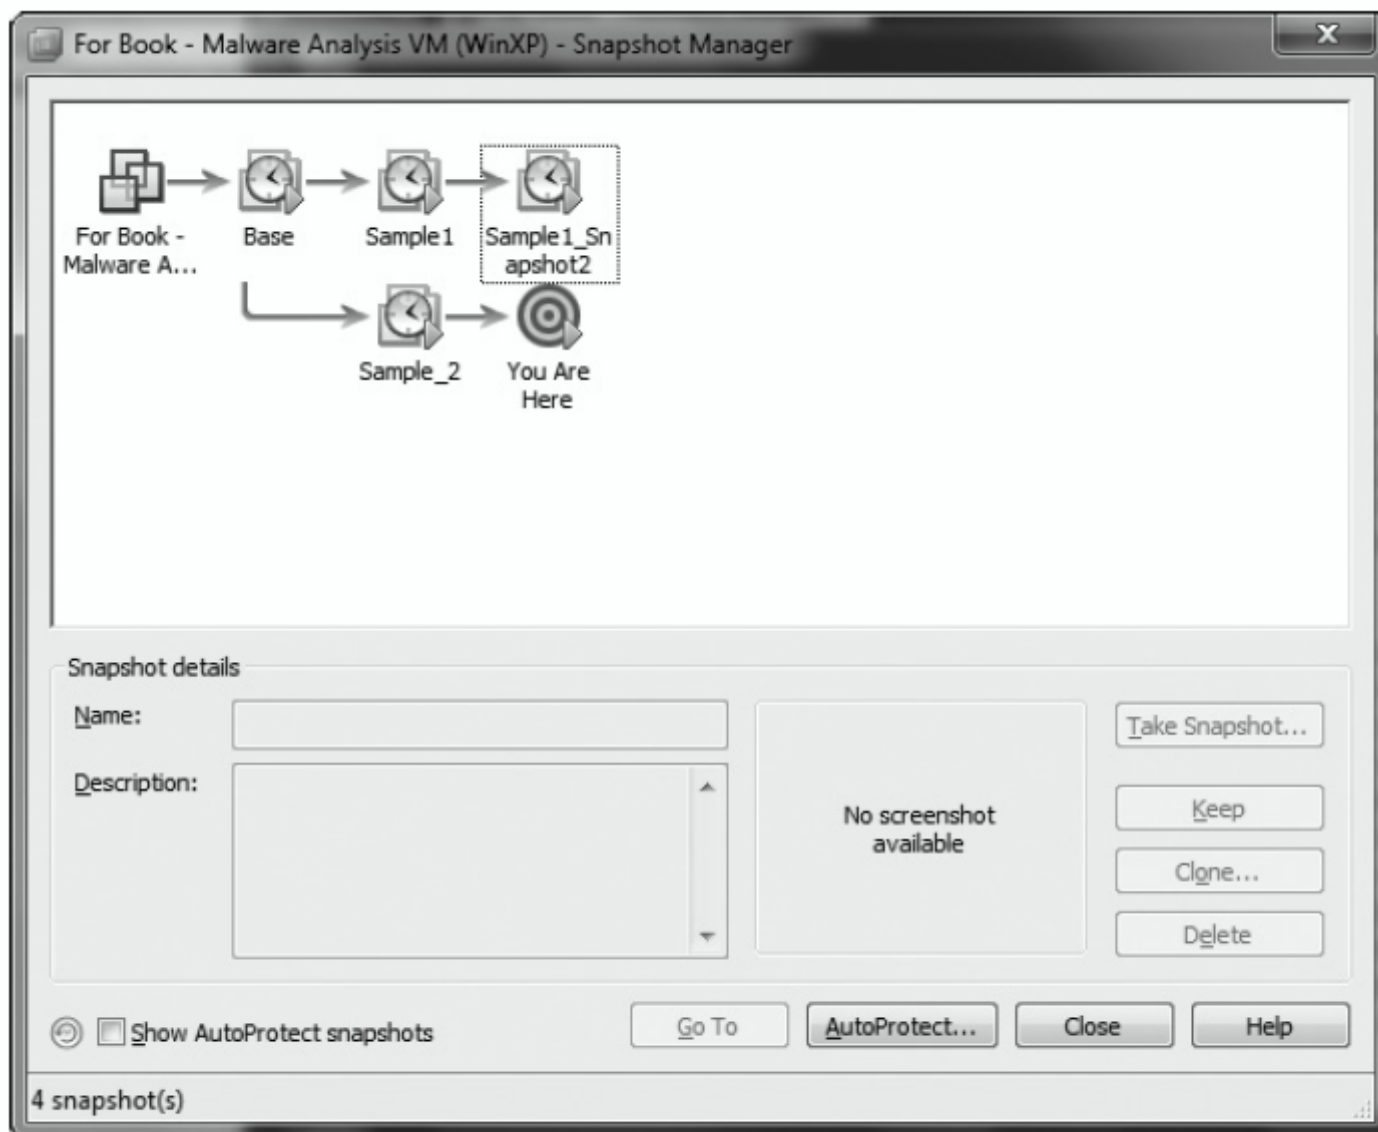 For Book - Malware Analysis VM (WinXP) - Snapshot Manager
For Book -
Malware A...
Base
Sample1
Sample1_Sn
apshot2
Sample_2
You Are
Here
Snapshot details
Name:
Description:
No screenshot
available
Take Snapshot...
Keep
Clone...
Delete
Show AutoProtect snapshots
Go To
AutoProtect...
Close
Help
4 snapshot(s)